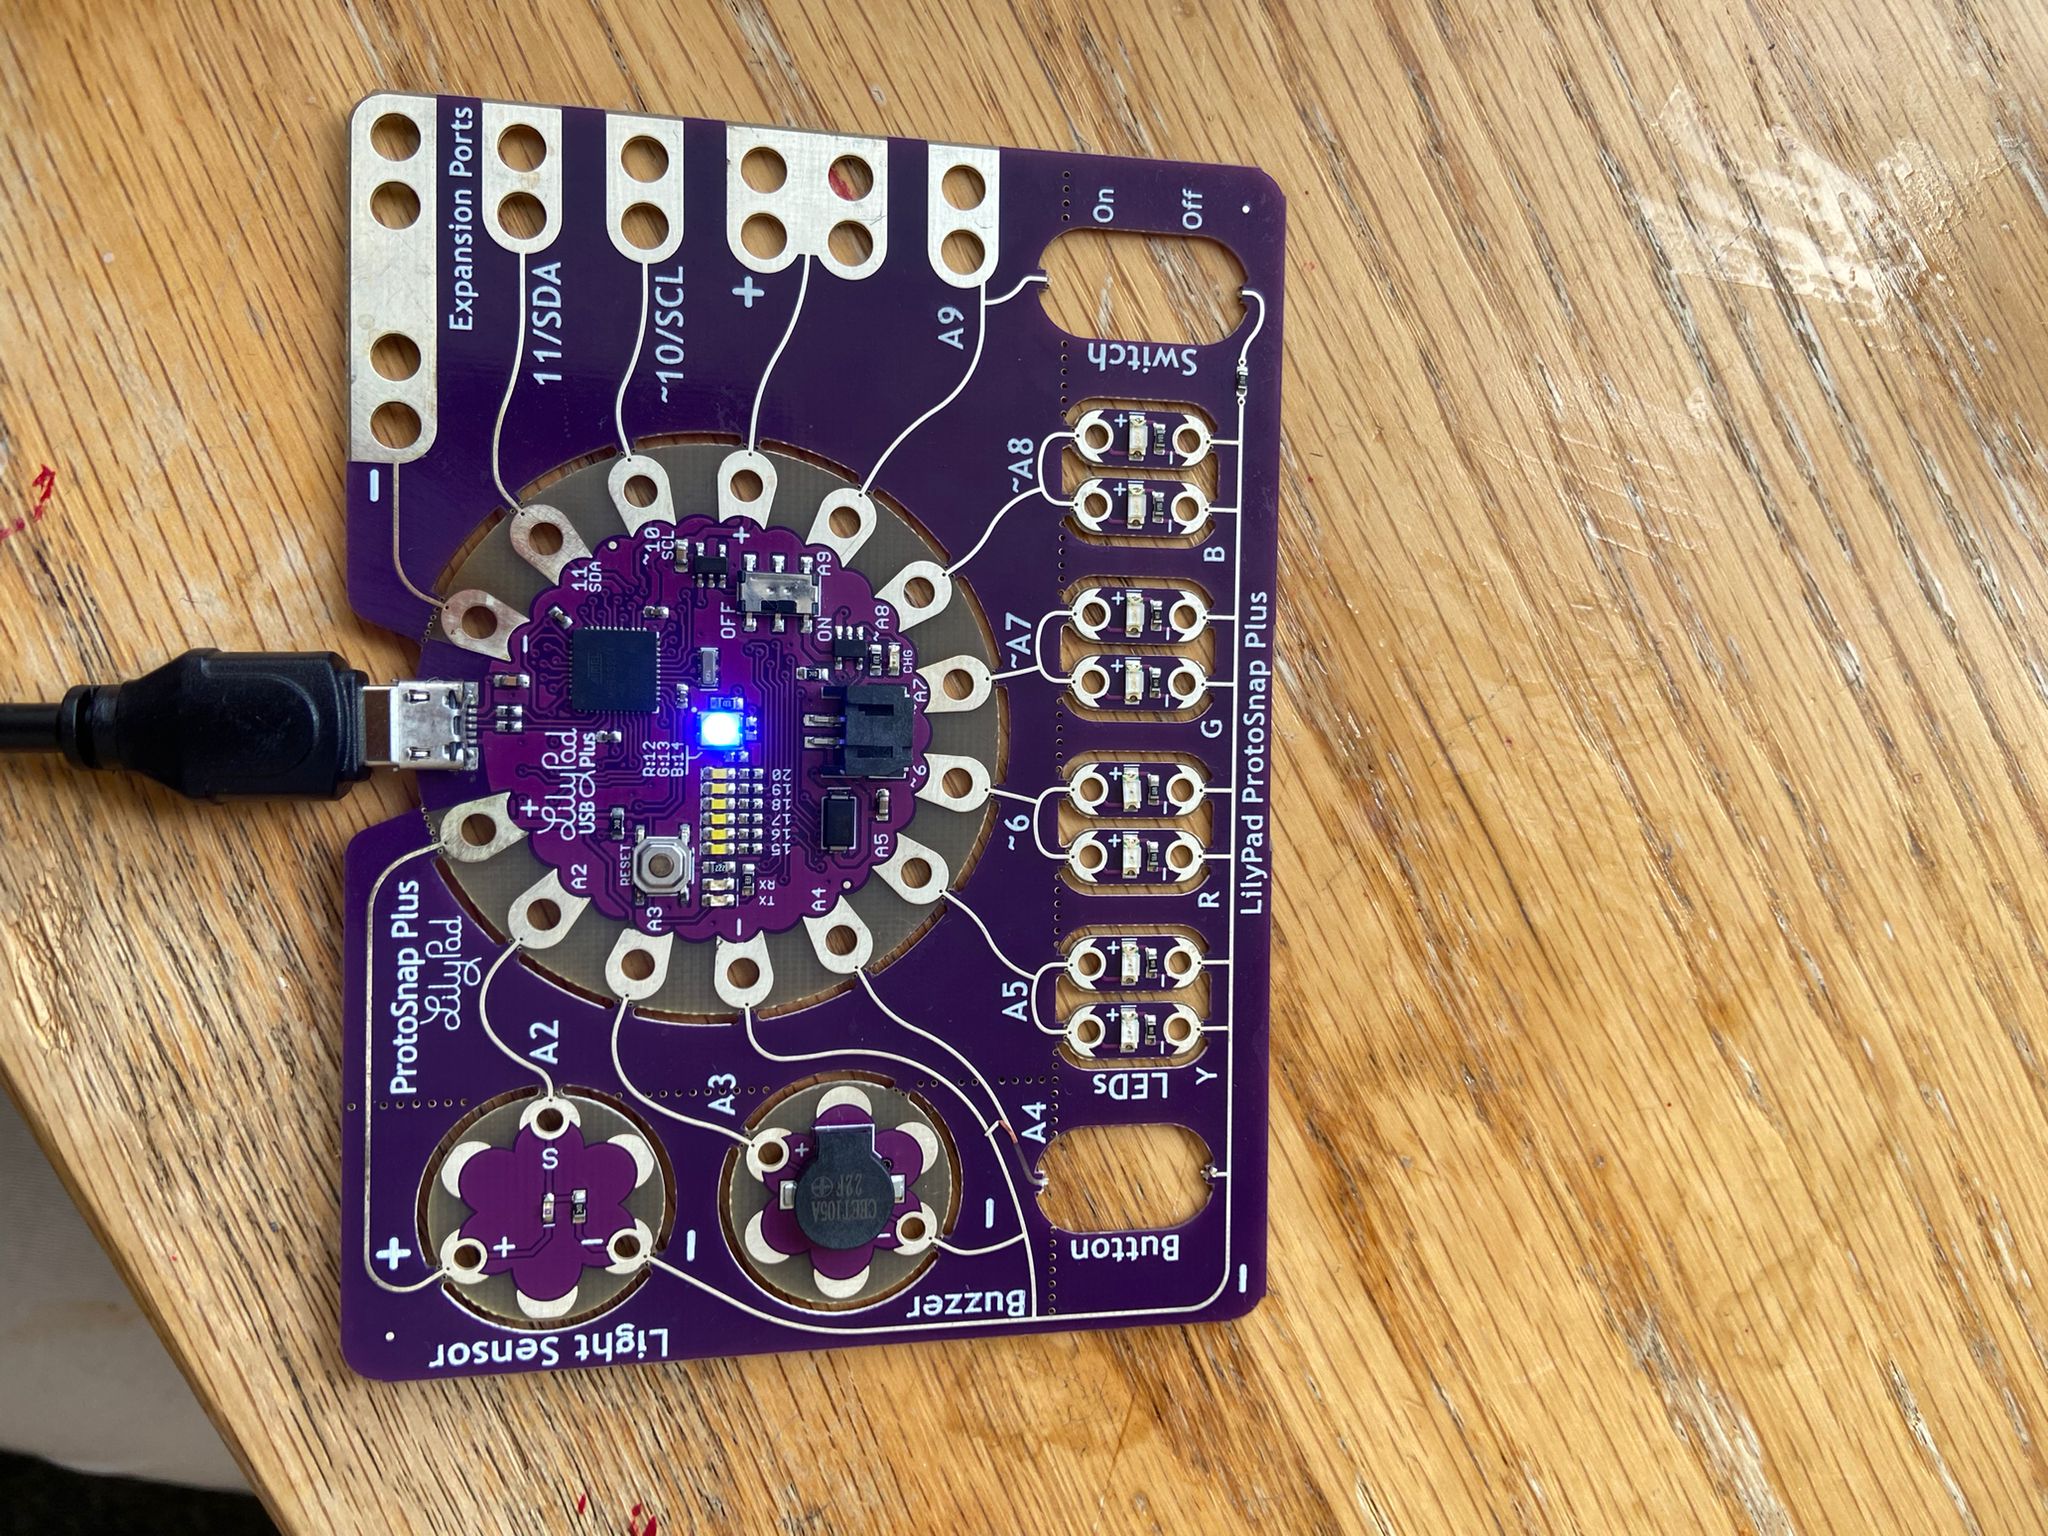 Expansion Ports
11/SDA
~10/SCL
+
A9
On
Off
Switch
~A8
B
~A7
G
~6
R
A5
Y
LEDs
A4
Button
LilyPad ProtoSnap Plus
-
-
ProtoSnap Plus
LilyPad
A2
A3
+
-
-
Light Sensor
Buzzer
S
+
-
+
-
CBET105A
22F
LilyPad
USB Plus
R:12
G:13
B:14
RESET
OFF
ON
CHG
20
19
18
17
16
15
RX
TX
-
11
SDA
~10
SCL
+
A9
~A8
~A7
~6
A5
A4
-
A3
A2
+